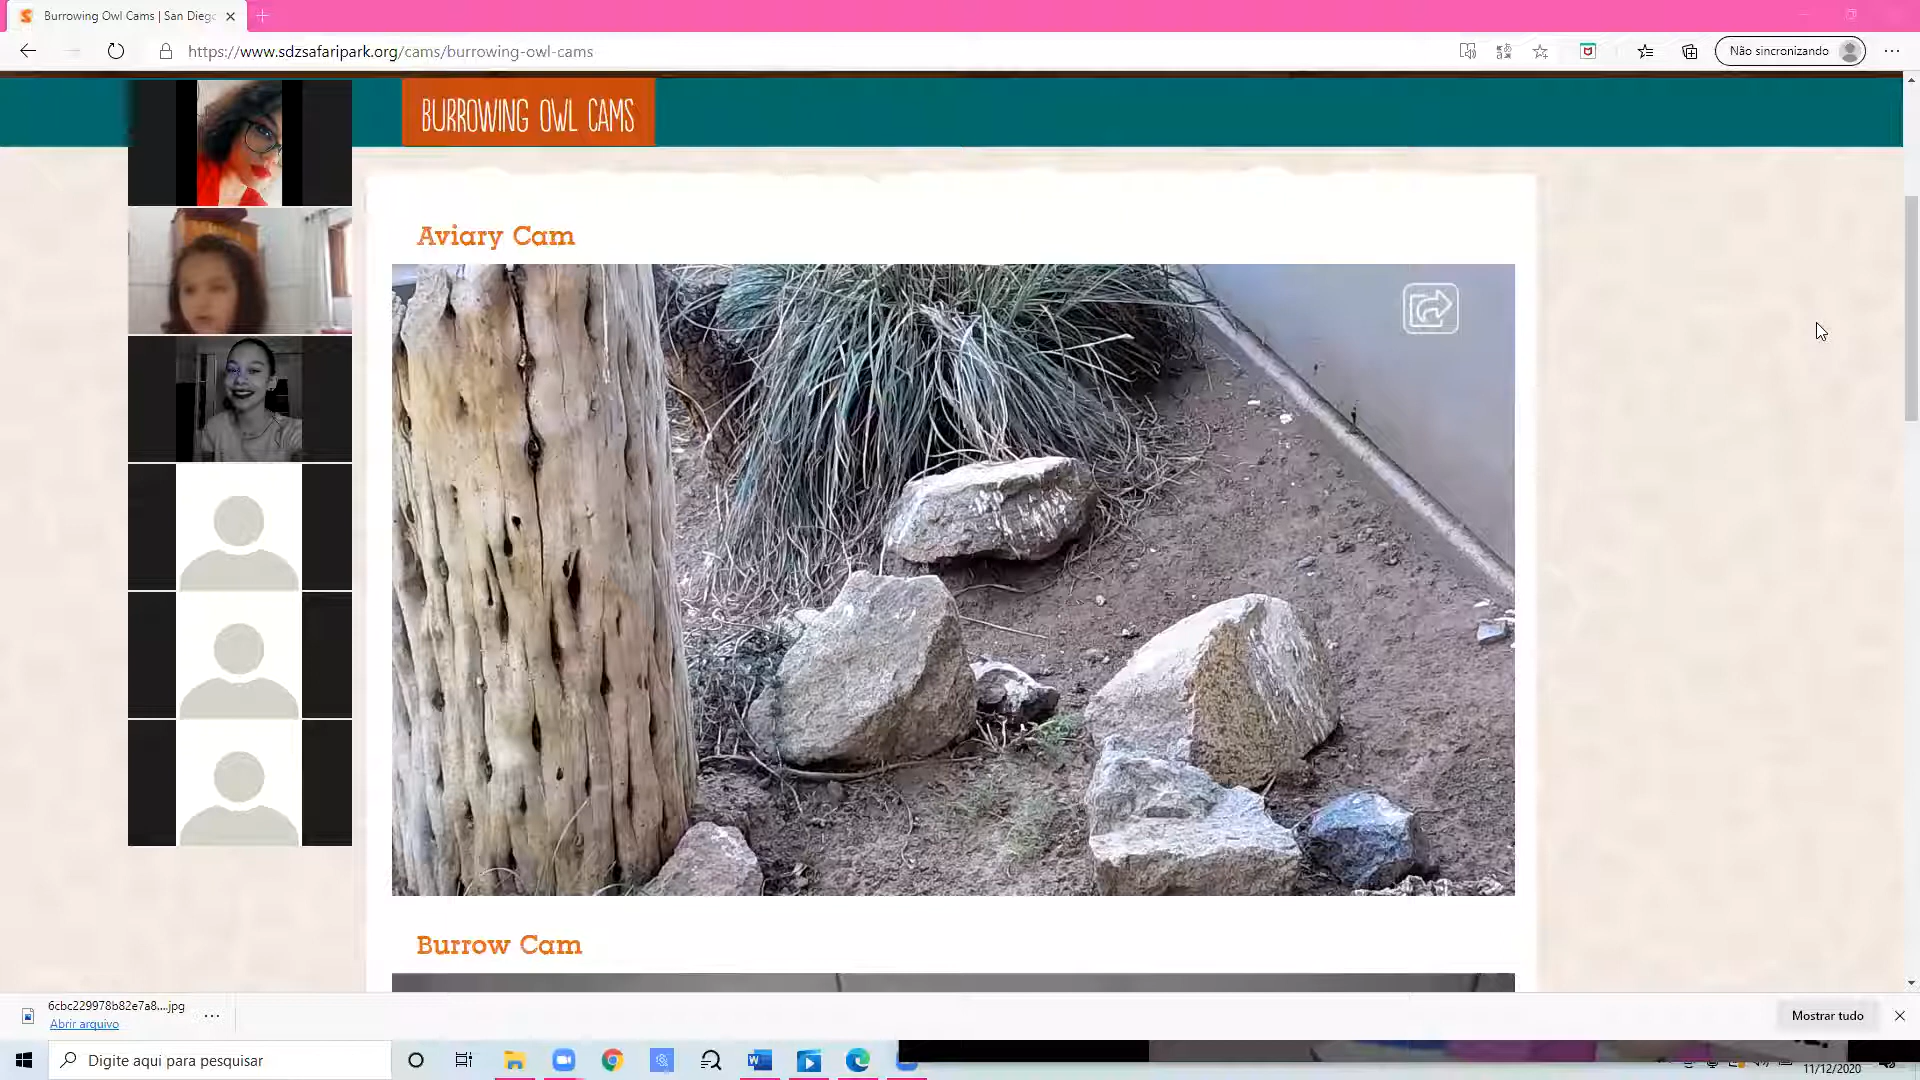 Burrowing Owl Cams | San Diego
https://www.sdzsafaripark.org/cams/burrowing-owl-cams
Não sincronizando
BURROWING OWL CAMS
Aviary Cam
Burrow Cam
6cbc229978b82e7a8....jpg
Abrir arquivo
Mostrar tudo
Digite aqui para pesquisar
11/12/2020